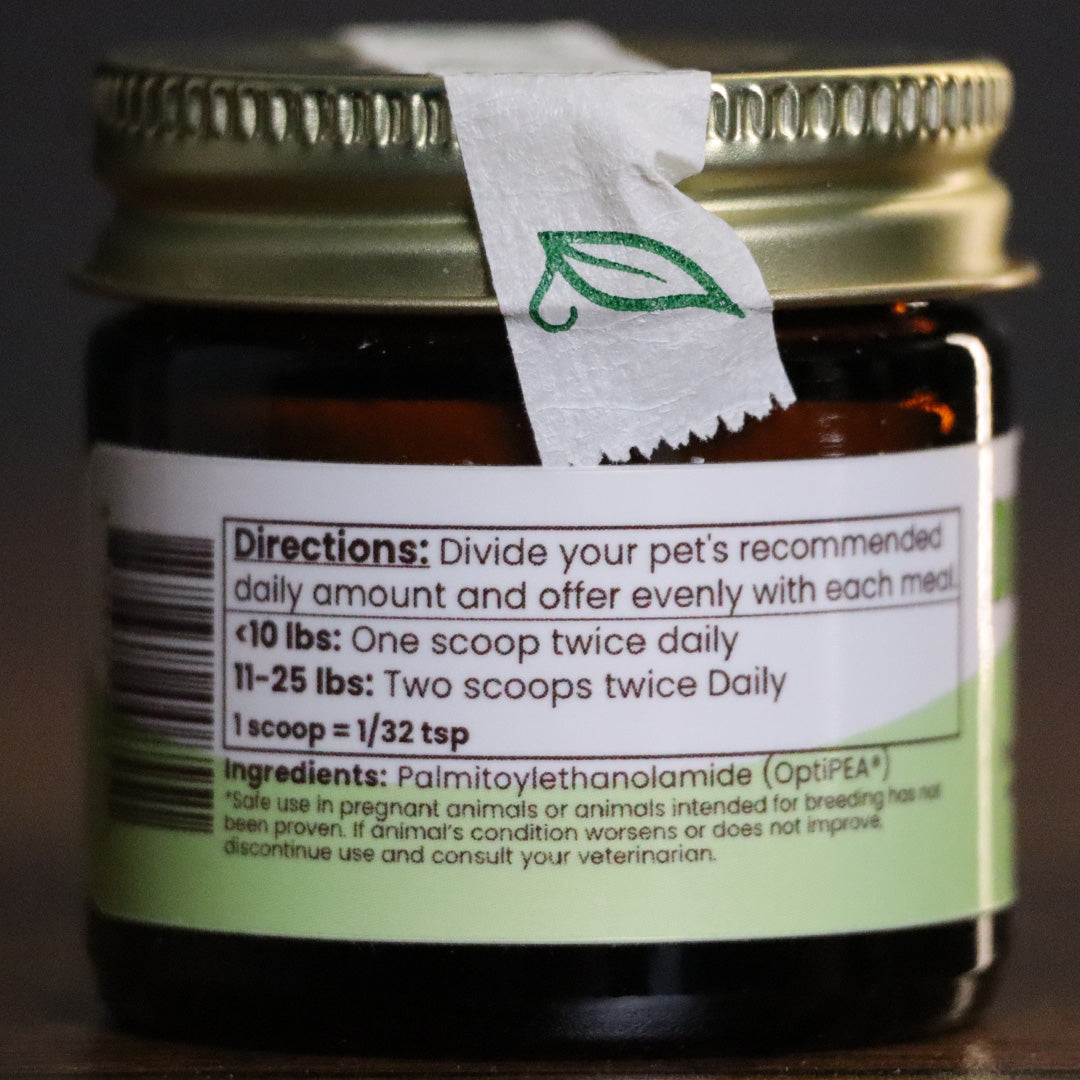 Directions: Divide your pet's recommended
daily amount and offer evenly with each meal.
<10 lbs: One scoop twice daily
11-25 lbs: Two scoops twice Daily
1 scoop = 1/32 tsp
Ingredients: Palmitoylethanolamide (OptiPEA®)
*Safe use in pregnant animals or animals intended for breeding has not
been proven. If animal's condition worsens or does not improve,
discontinue use and consult your veterinarian.